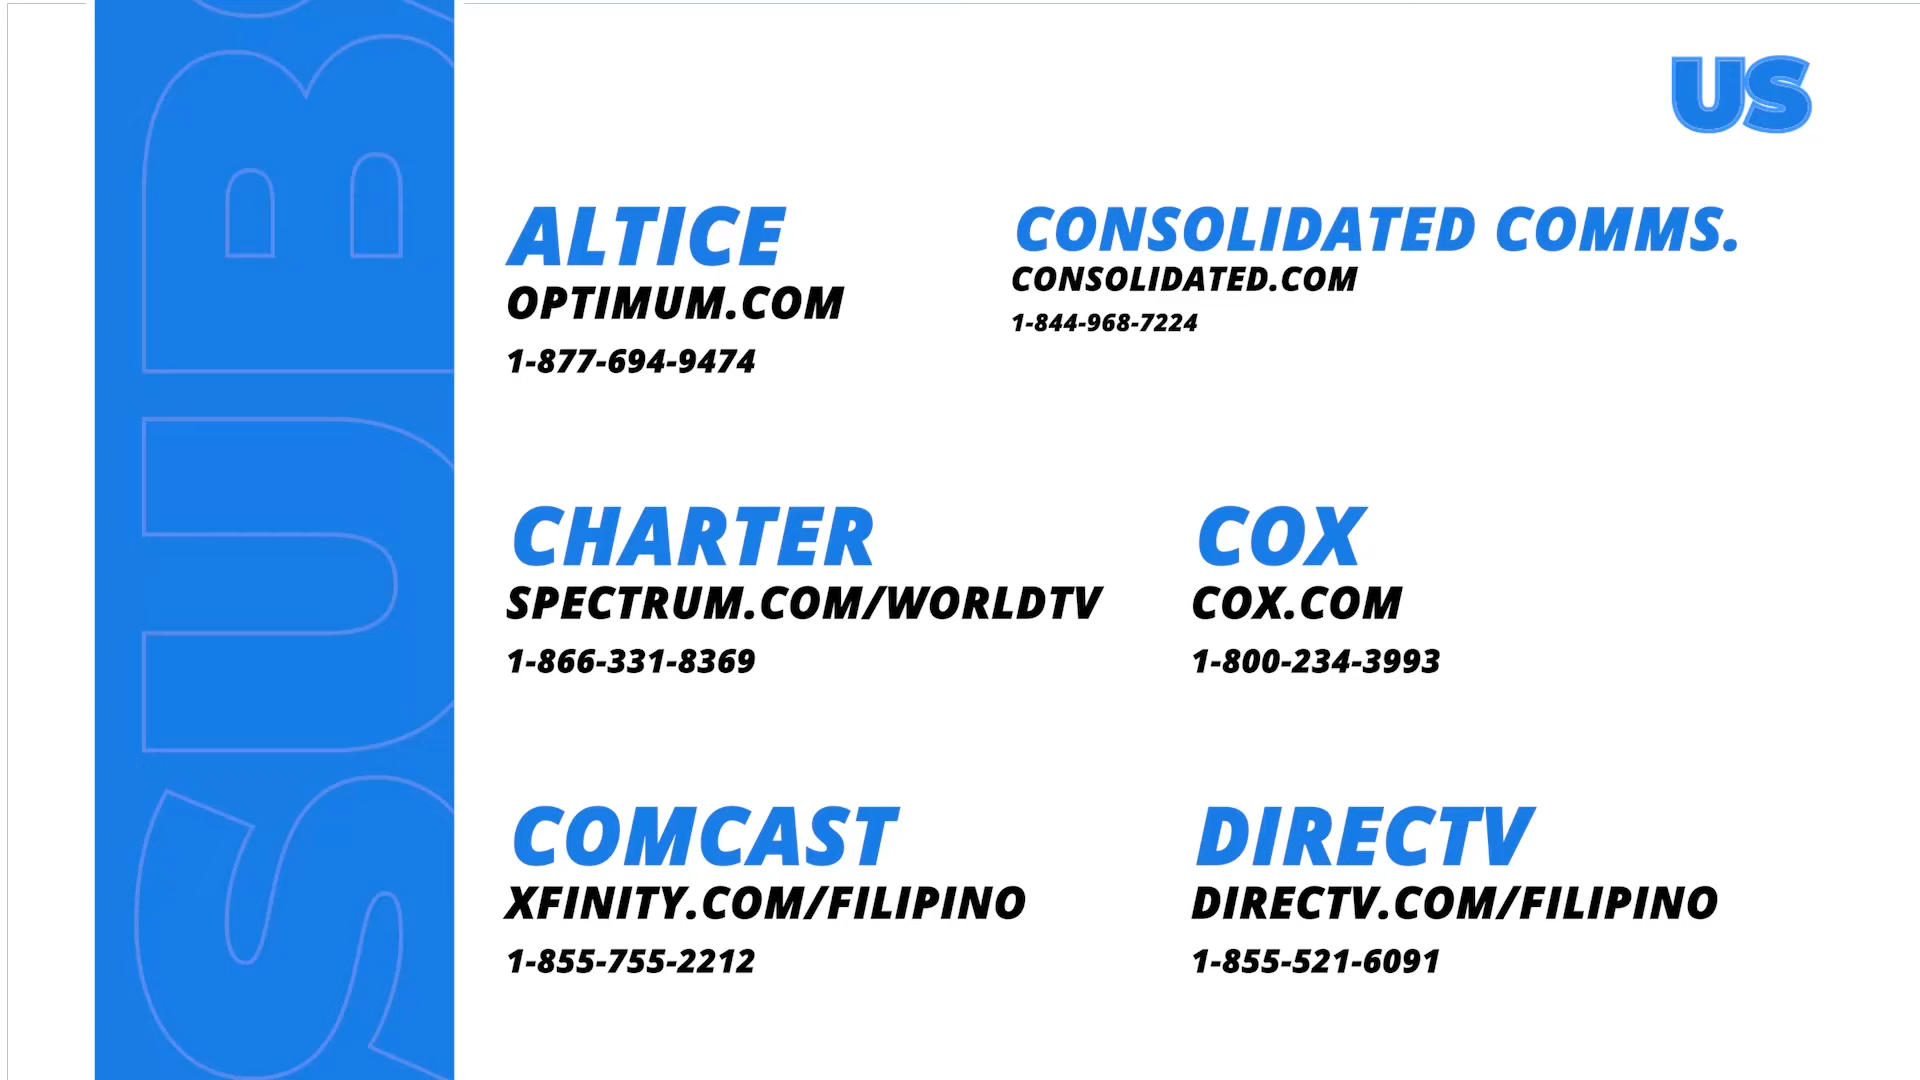 US
ALTICE
OPTIMUM.COM
1-877-694-9474
CONSOLIDATED COMMS.
CONSOLIDATED.COM
1-844-968-7224
CHARTER
SPECTRUM.COM/WORLDTV
1-866-331-8369
COX
COX.COM
1-800-234-3993
COMCAST
XFINITY.COM/FILIPINO
1-855-755-2212
DIRECTV
DIRECTV.COM/FILIPINO
1-855-521-6091
SUB